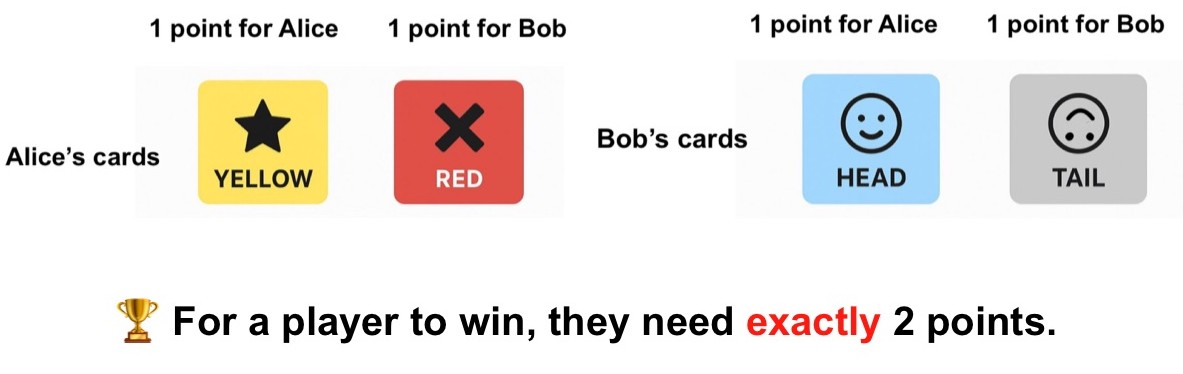 1 point for Alice 1 point for Bob
Alice’s cards
YELLOW RED
1 point for Alice 1 point for Bob
Bob’s cards
HEAD TAIL
🏆 For a player to win, they need exactly 2 points.